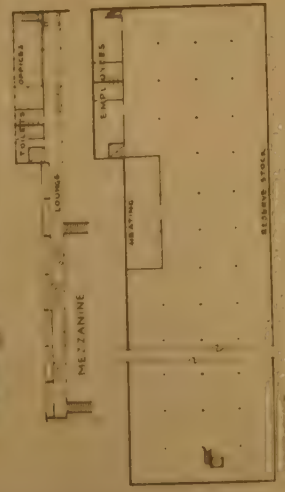 OFFICES
TOILETS
LOUNGE
MEZZANINE
EMPLOYEES
HEATING
RESERVE STOCK